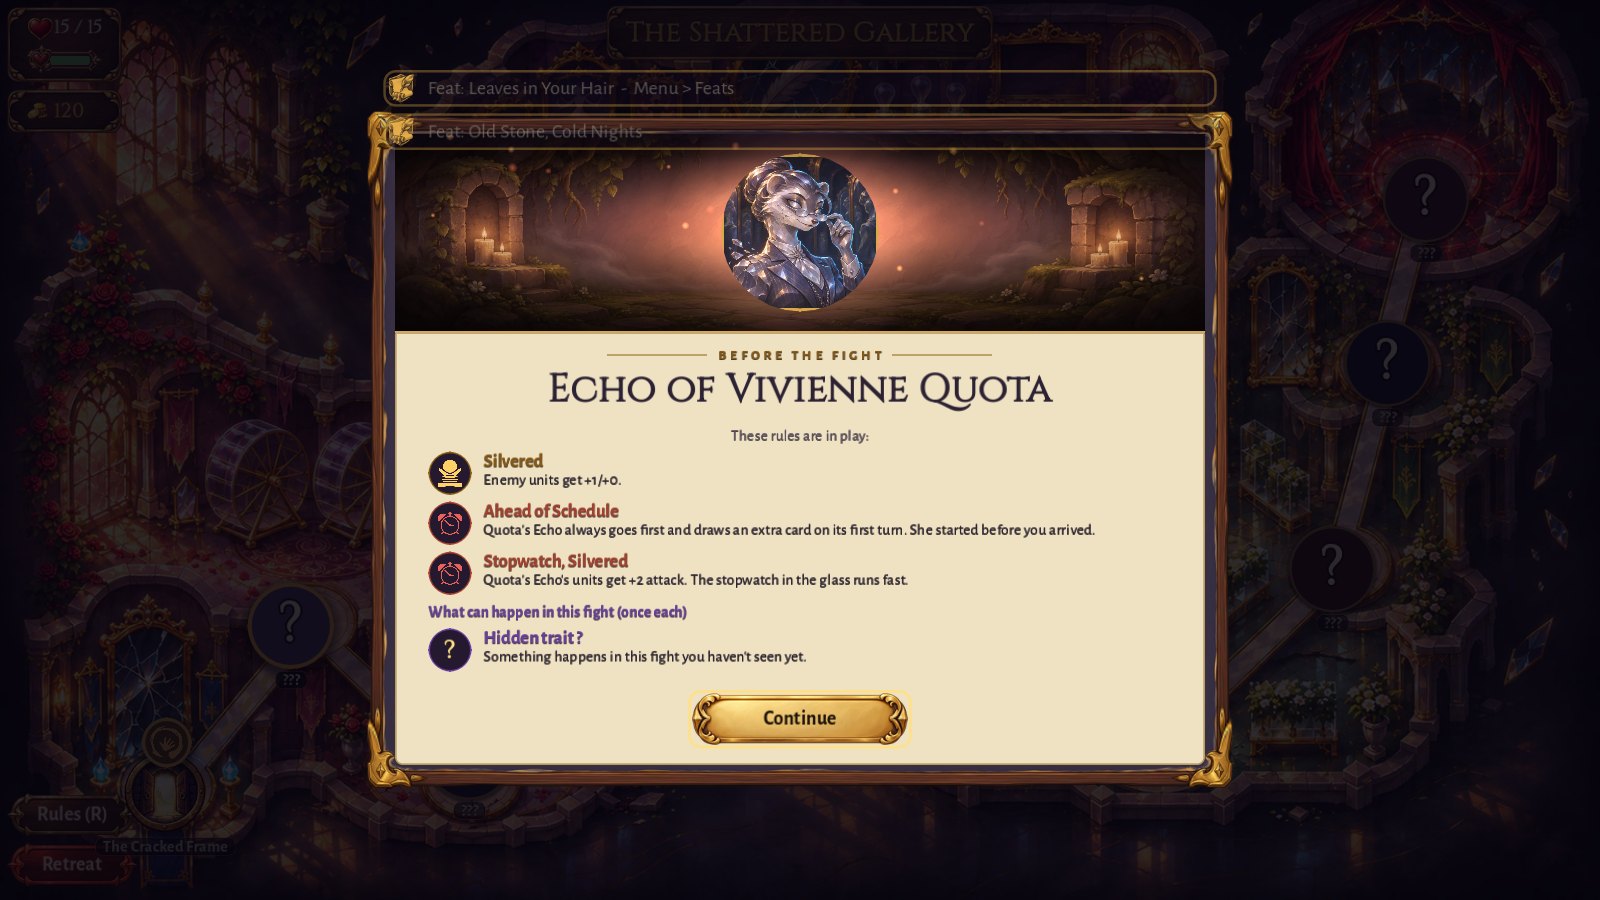 15 / 15
THE SHATTERED GALLERY
Feat: Leaves in Your Hair - Menu > Feats
120
Feat: Old Stone, Cold Nights
?
???
BEFORE THE FIGHT
ECHO OF VIVIENNE QUOTA
These rules are in play:
Silvered
Enemy units get +1/+0.
Ahead of Schedule
Quota's Echo always goes first and draws an extra card on its first turn. She started before you arrived.
Stopwatch, Silvered
Quota's Echo's units get +2 attack. The stopwatch in the glass runs fast.
What can happen in this fight (once each)
?
Hidden trait?
Something happens in this fight you haven't seen yet.
Continue
?
???
?
???
?
???
???
Rules (R)
The Cracked Frame
Retreat